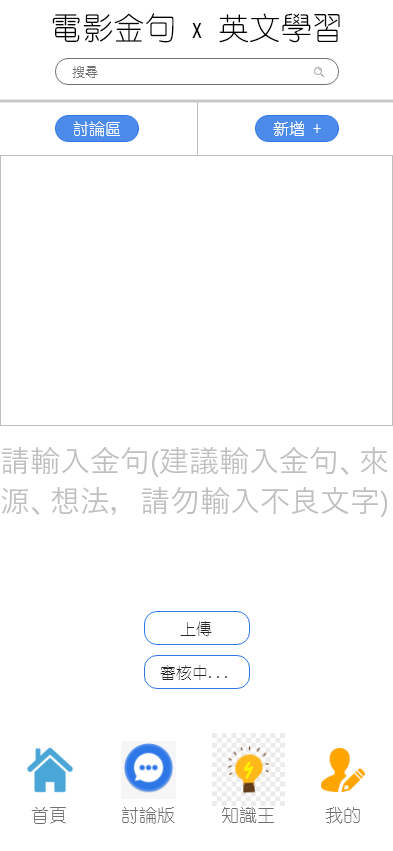 電影金句 x 英文學習
搜尋
討論區
新增 +
請輸入金句(建議輸入金句、來
源、想法, 請勿輸入不良文字)
上傳
審核中...
首頁
討論版
知識王
我的